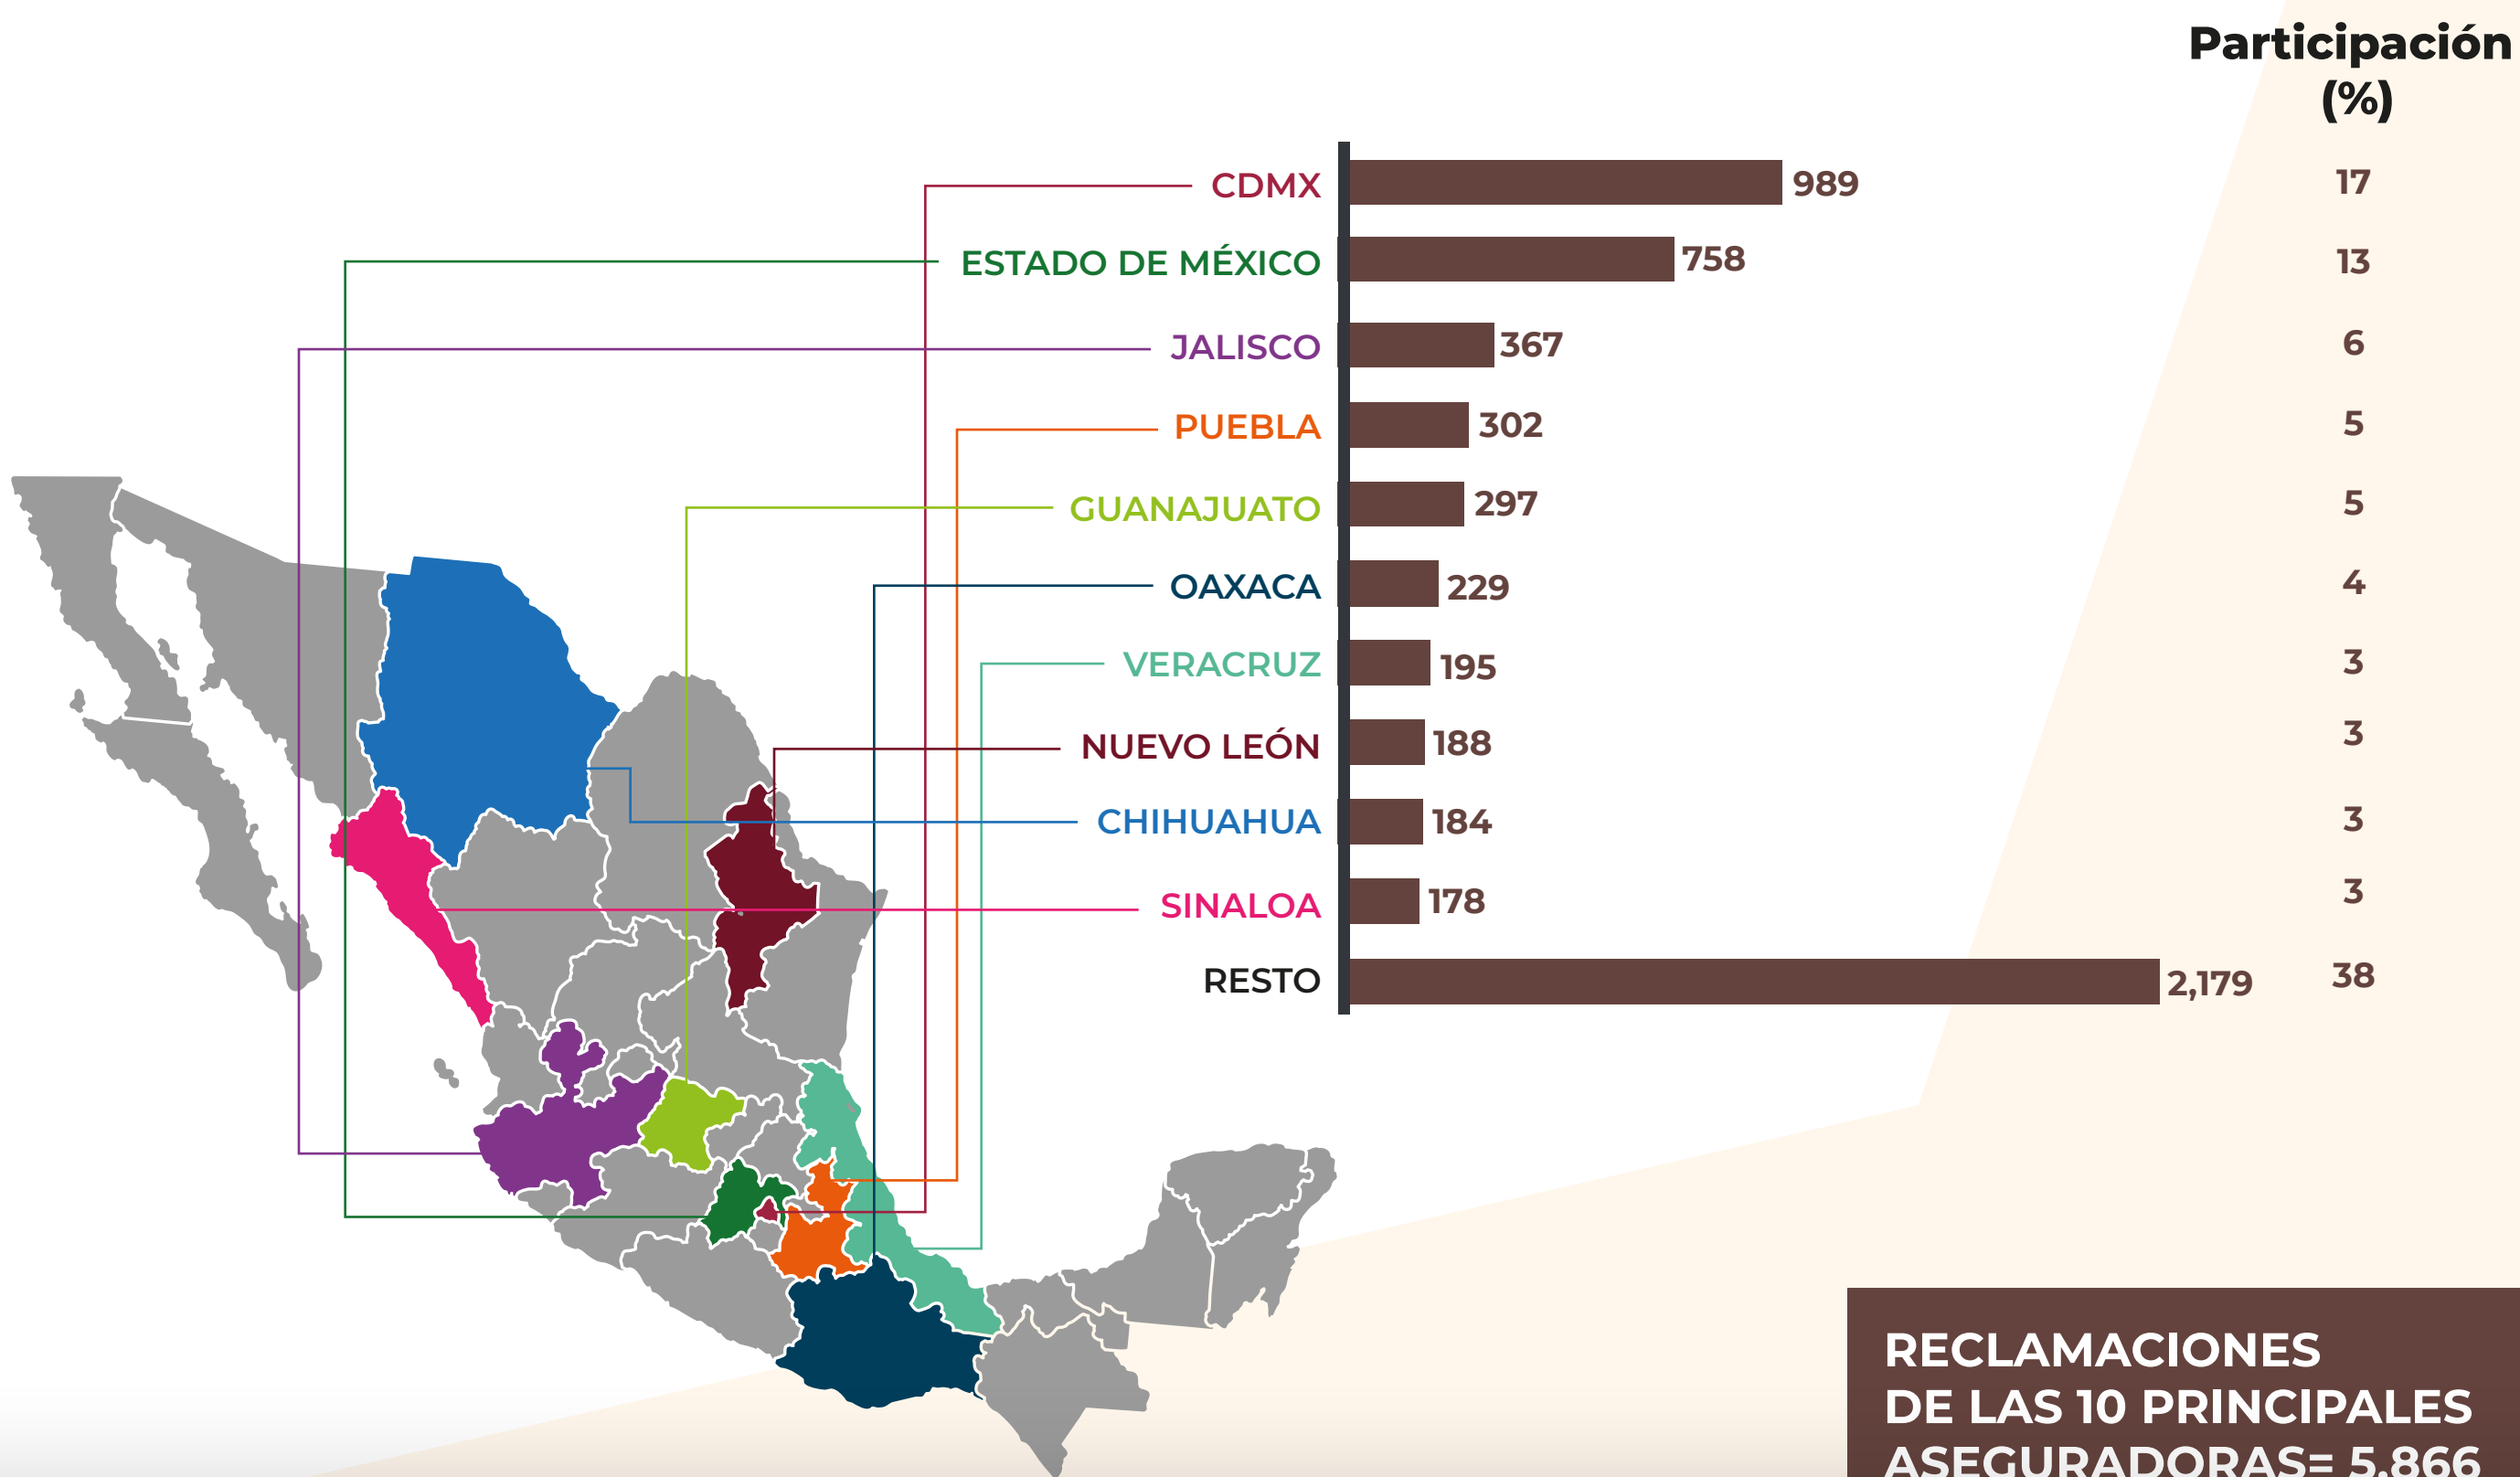 Participación
(%)
CDMX 989 17
ESTADO DE MÉXICO 758 13
JALISCO 367 6
PUEBLA 302 5
GUANAJUATO 297 5
OAXACA 229 4
VERACRUZ 195 3
NUEVO LEÓN 188 3
CHIHUAHUA 184 3
SINALOA 178 3
RESTO 2,179 38
RECLAMACIONES
DE LAS 10 PRINCIPALES
ASEGURADORAS= 5,866